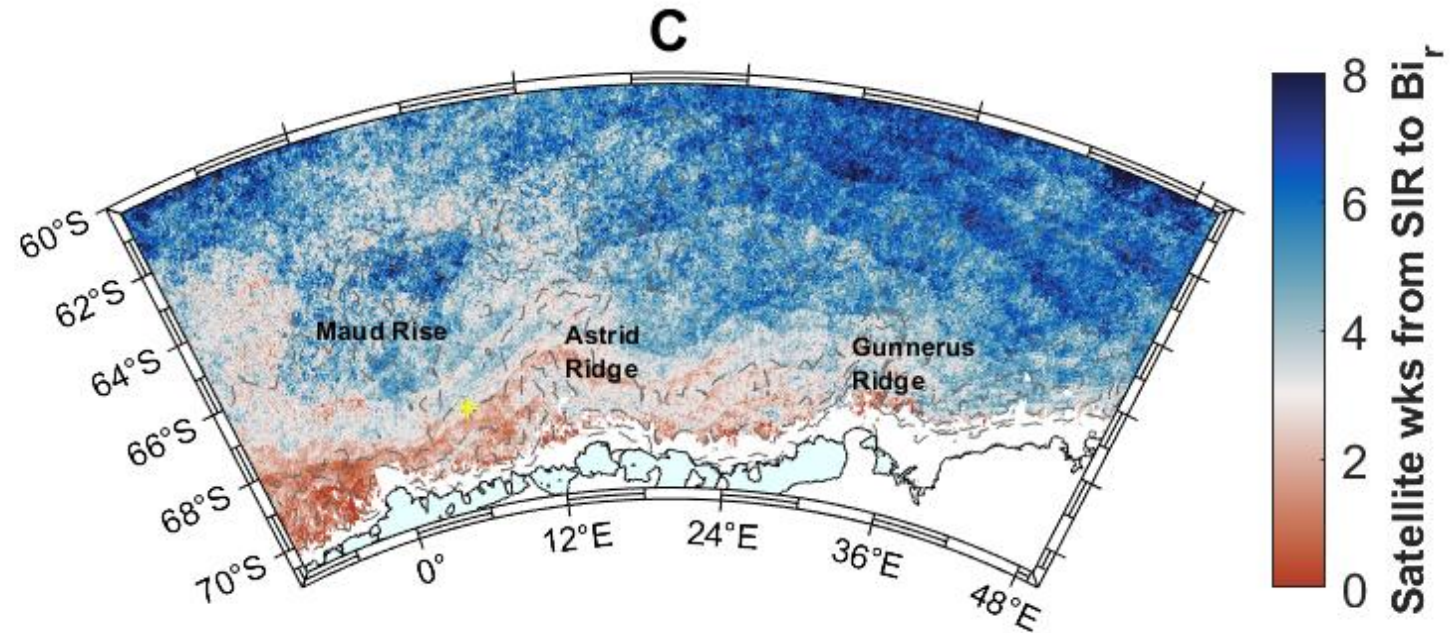 C
60°S
62°S
64°S
66°S
68°S
70°S
0°
12°E
24°E
36°E
48°E
Maud Rise
Astrid
Ridge
Gunnerus
Ridge
8
6
4
2
0
Satellite wks from SIR to Bi_r